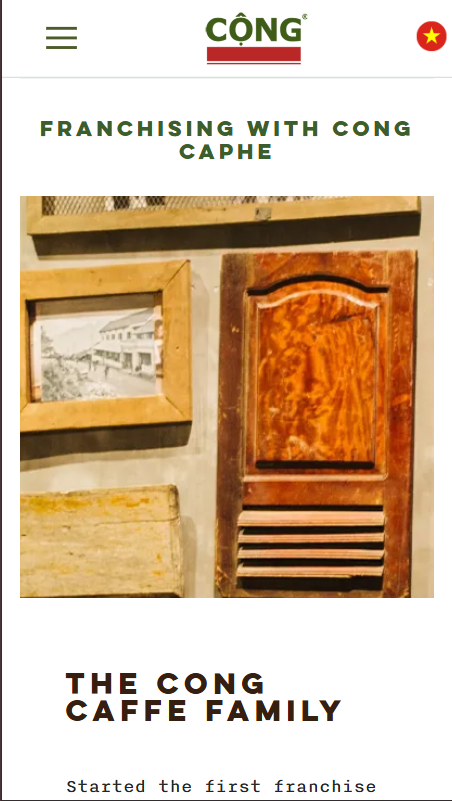 CỘNG®
FRANCHISING WITH CONG
CAPHE
THE CONG
CAFFE FAMILY
Started the first franchise